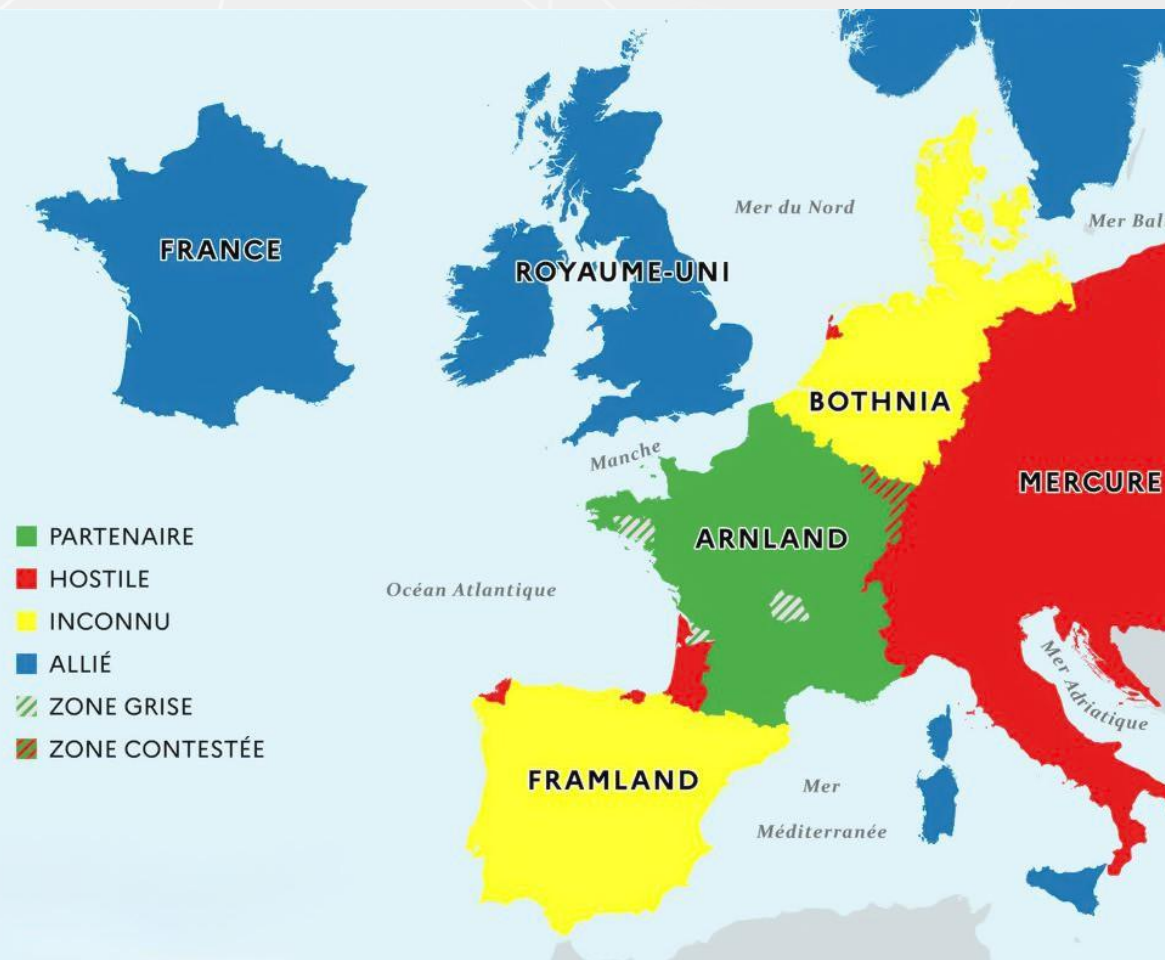 FRANCE
ROYAUME-UNI
Mer du Nord
Mer Bal
BOTHNIA
Manche
MERCURE
ARNLAND
PARTENAIRE
HOSTILE
INCONNU
ALLIÉ
ZONE GRISE
ZONE CONTESTÉE
Océan Atlantique
Mer Adriatique
FRAMLAND
Mer
Méditerranée